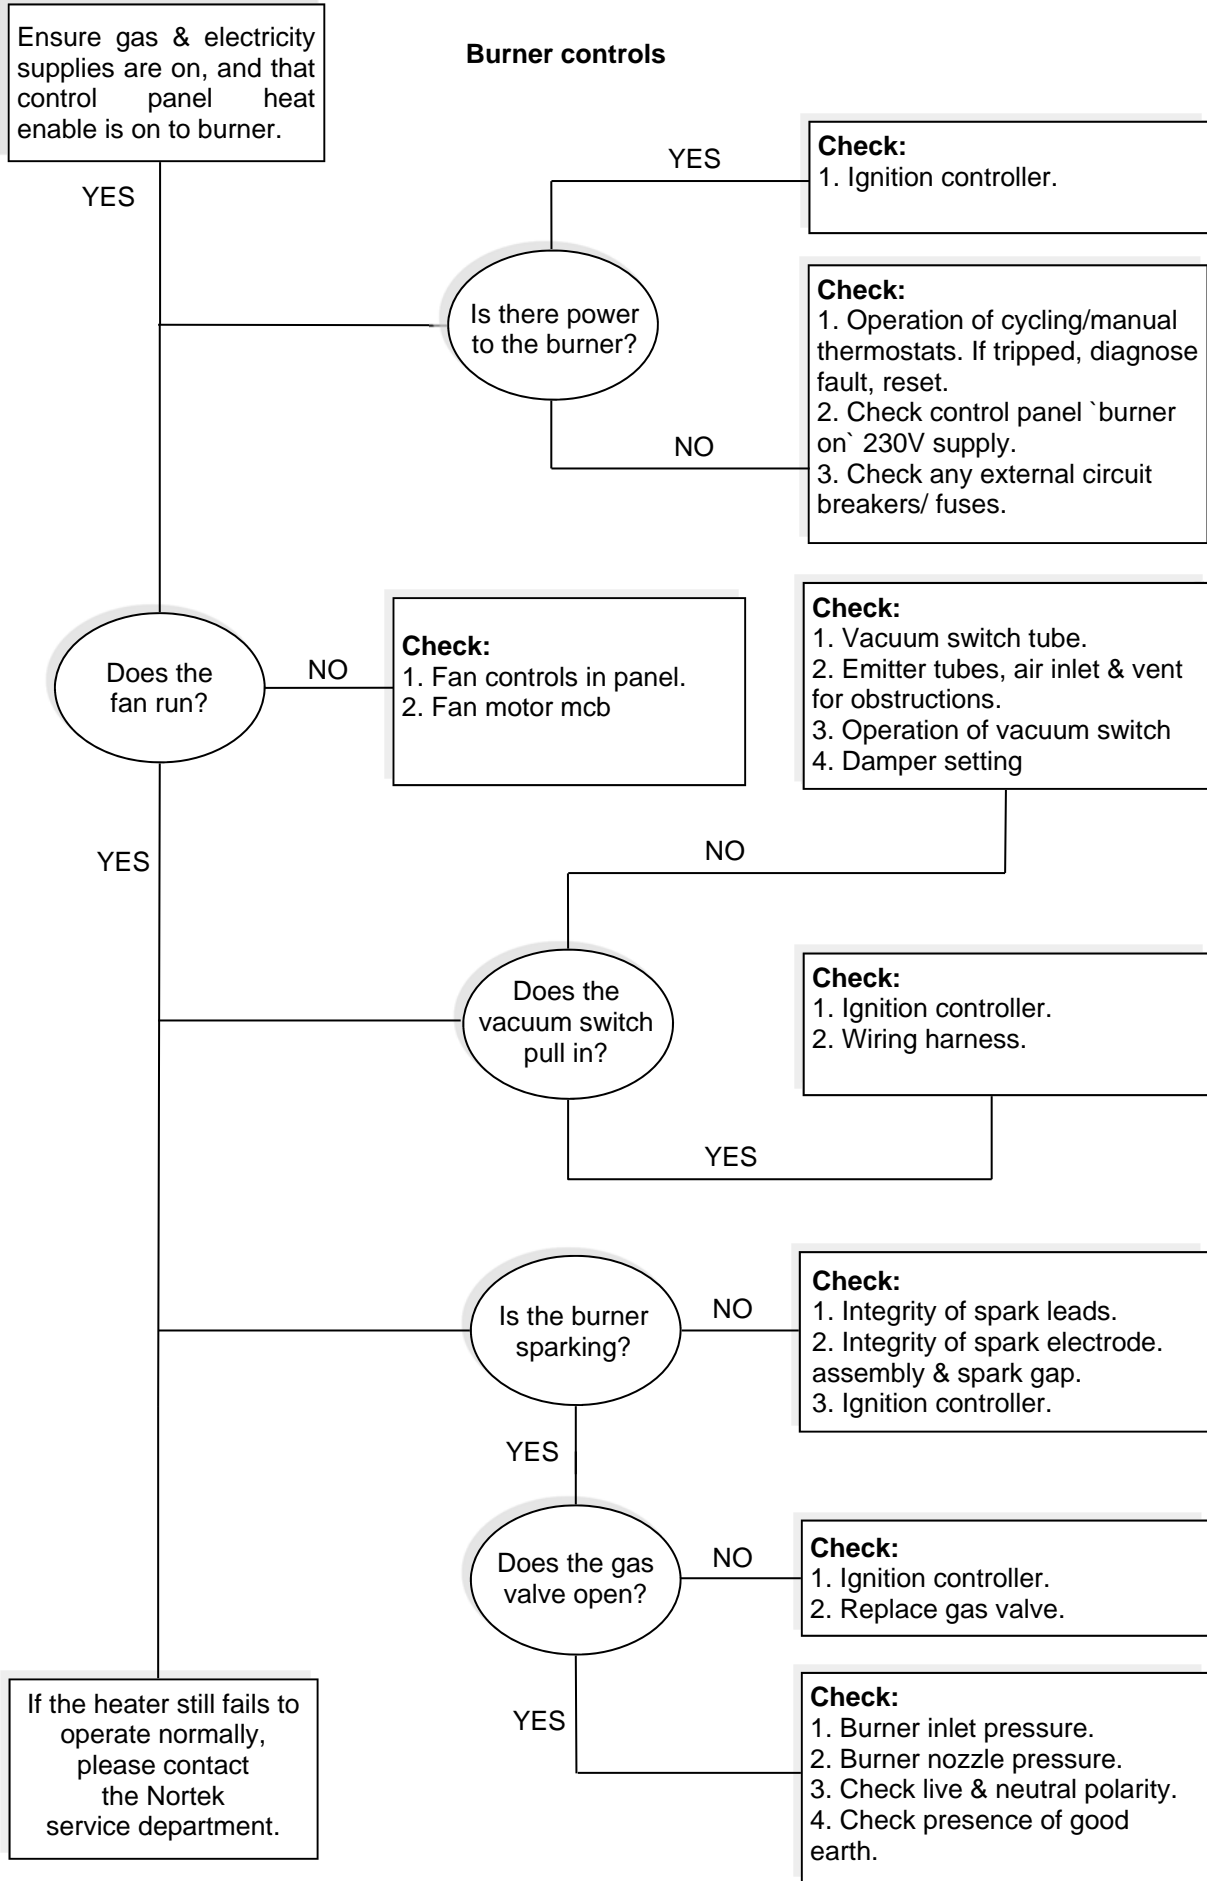 Ensure gas & electricity
supplies are on, and that
control panel heat
enable is on to burner.
Burner controls
YES
YES
Check:
1. Ignition controller.
Is there power
to the burner?
NO
Check:
1. Operation of cycling/manual
thermostats. If tripped, diagnose
fault, reset.
2. Check control panel `burner
on` 230V supply.
3. Check any external circuit
breakers/ fuses.
Does the
fan run?
NO
Check:
1. Fan controls in panel.
2. Fan motor mcb
Check:
1. Vacuum switch tube.
2. Emitter tubes, air inlet & vent
for obstructions.
3. Operation of vacuum switch
4. Damper setting
YES
NO
Does the
vacuum switch
pull in?
Check:
1. Ignition controller.
2. Wiring harness.
YES
Is the burner
sparking?
NO
Check:
1. Integrity of spark leads.
2. Integrity of spark electrode.
assembly & spark gap.
3. Ignition controller.
YES
Does the gas
valve open?
NO
Check:
1. Ignition controller.
2. Replace gas valve.
YES
Check:
1. Burner inlet pressure.
2. Burner nozzle pressure.
3. Check live & neutral polarity.
4. Check presence of good
earth.
If the heater still fails to
operate normally,
please contact
the Nortek
service department.